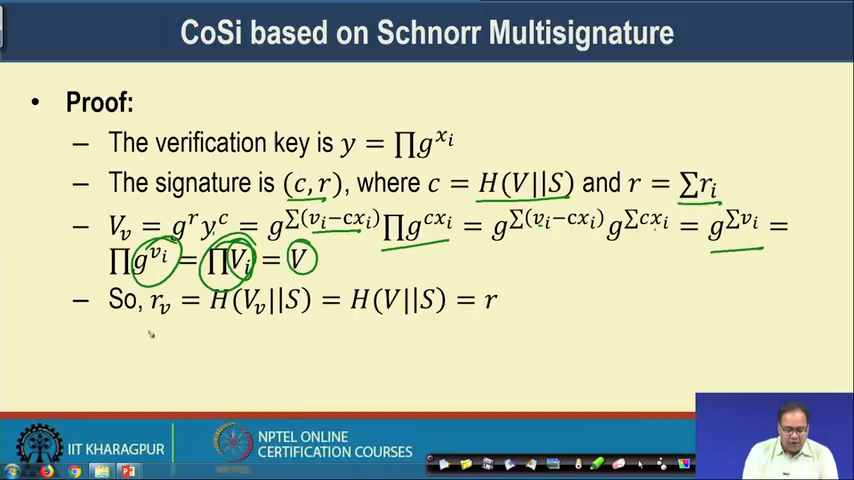 CoSi based on Schnorr Multisignature
• Proof:
– The verification key is y = ∏g^{x_i}
– The signature is (c, r), where c = H(V||S) and r = ∑r_i
– V_v = g^r y^c = g^{∑(v_i−cx_i)} ∏g^{cx_i} = g^{∑(v_i−cx_i)} g^{∑cx_i} = g^{∑v_i} =
∏g^{v_i} = ∏V_i = V
– So, r_v = H(V_v||S) = H(V||S) = r
IIT KHARAGPUR
NPTEL ONLINE
CERTIFICATION COURSES